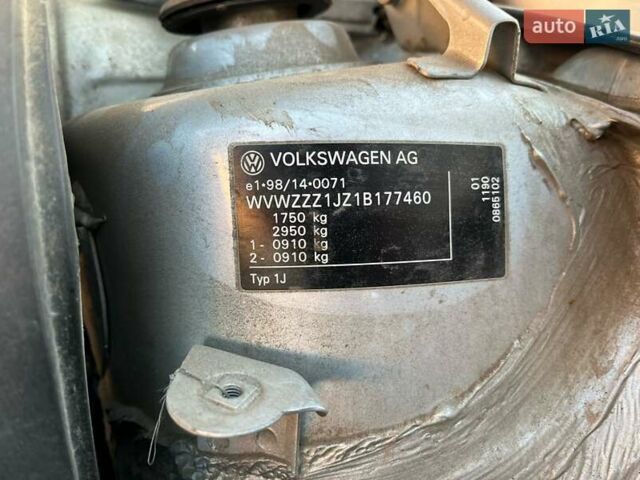 auto RIA.com
VOLKSWAGEN AG
e1*98/14*0071
WVWZZZ1JZ1B177460
1750 kg
2950 kg
1- 0910 kg
2- 0910 kg
Typ 1J
01
1190
0865102